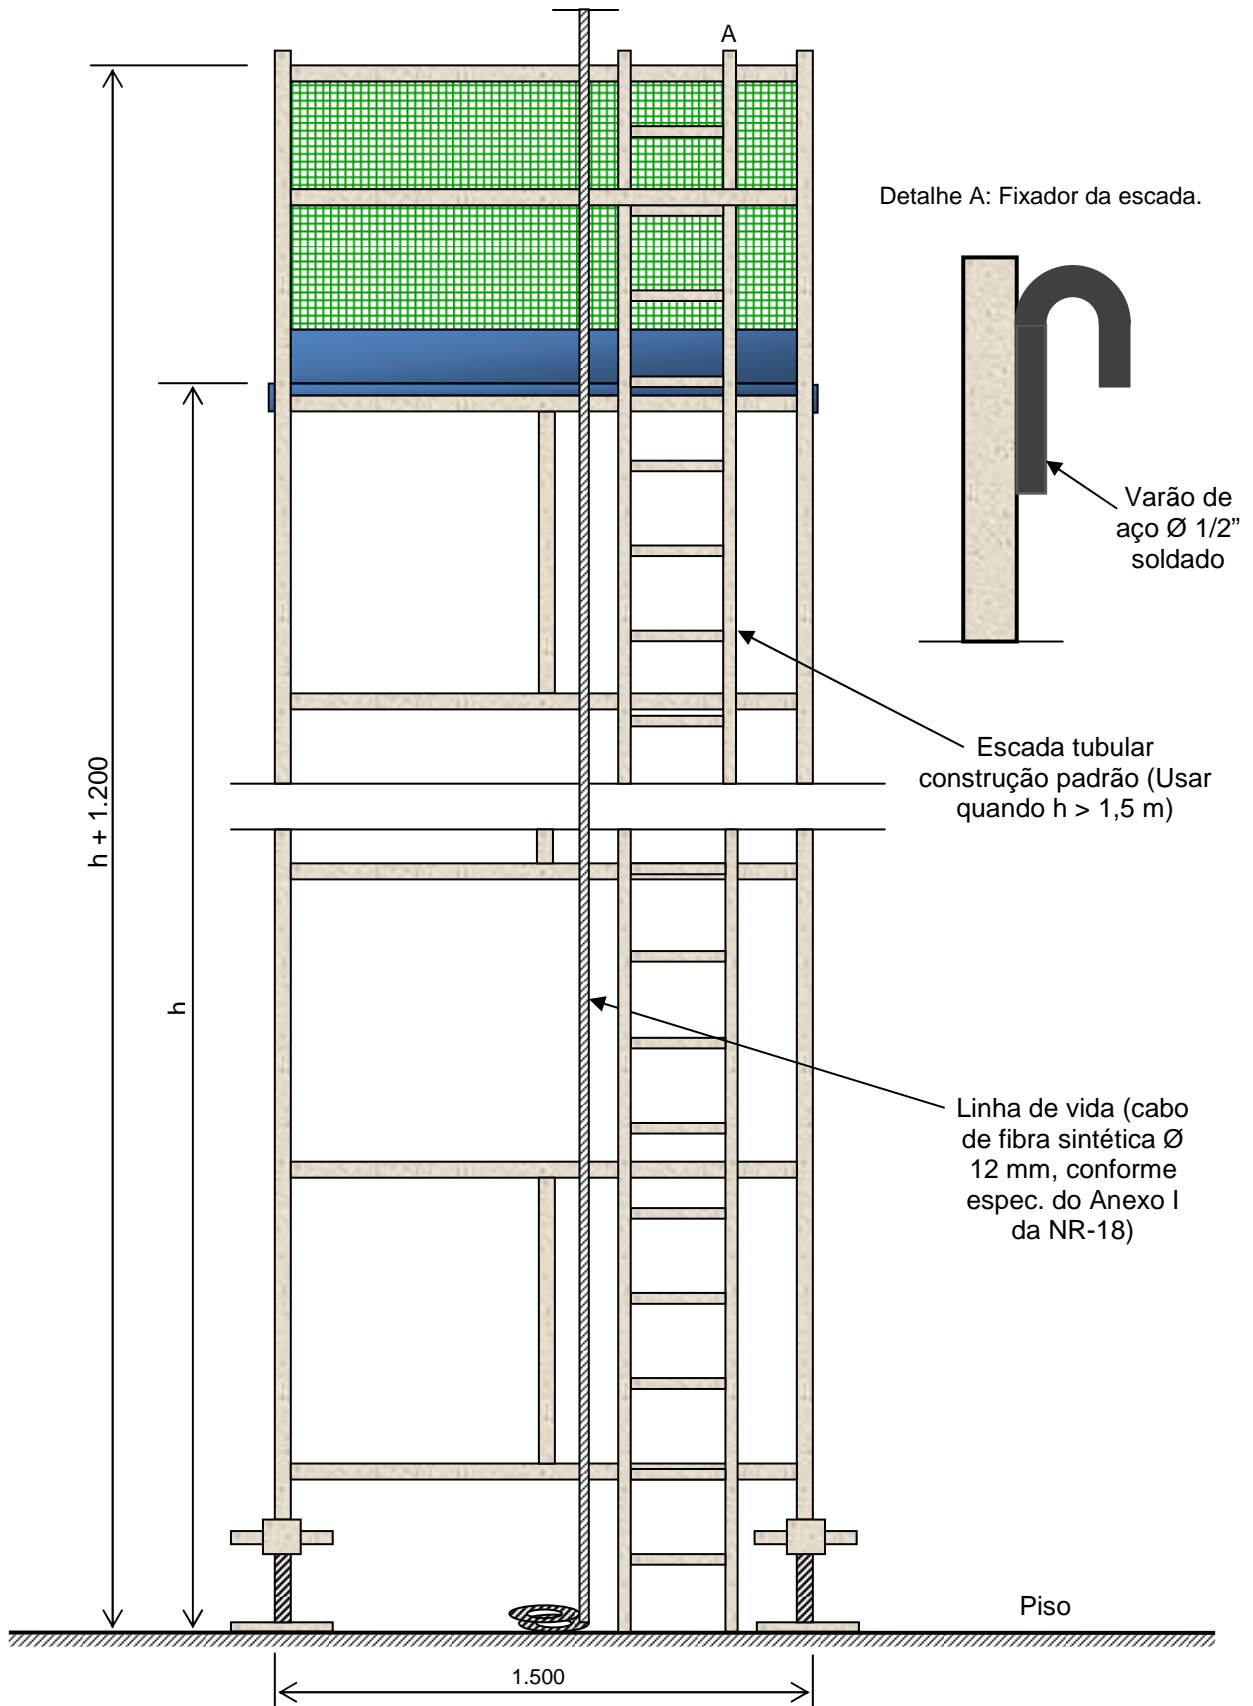 A
Detalhe A: Fixador da escada.
Varão de
aço Ø 1/2”
soldado
Escada tubular
construção padrão (Usar
quando h > 1,5 m)
h + 1.200
h
Linha de vida (cabo
de fibra sintética Ø
12 mm, conforme
espec. do Anexo I
da NR-18)
Piso
1.500